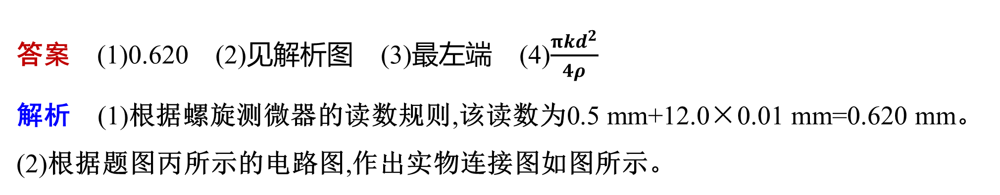 答案　(1)0.620　(2)见解析图　(3)最左端　(4)$\frac{πkd^2}{4ρ}$
解析　(1)根据螺旋测微器的读数规则,该读数为0.5 mm+12.0×0.01 mm=0.620 mm。
(2)根据题图丙所示的电路图,作出实物连接图如图所示。